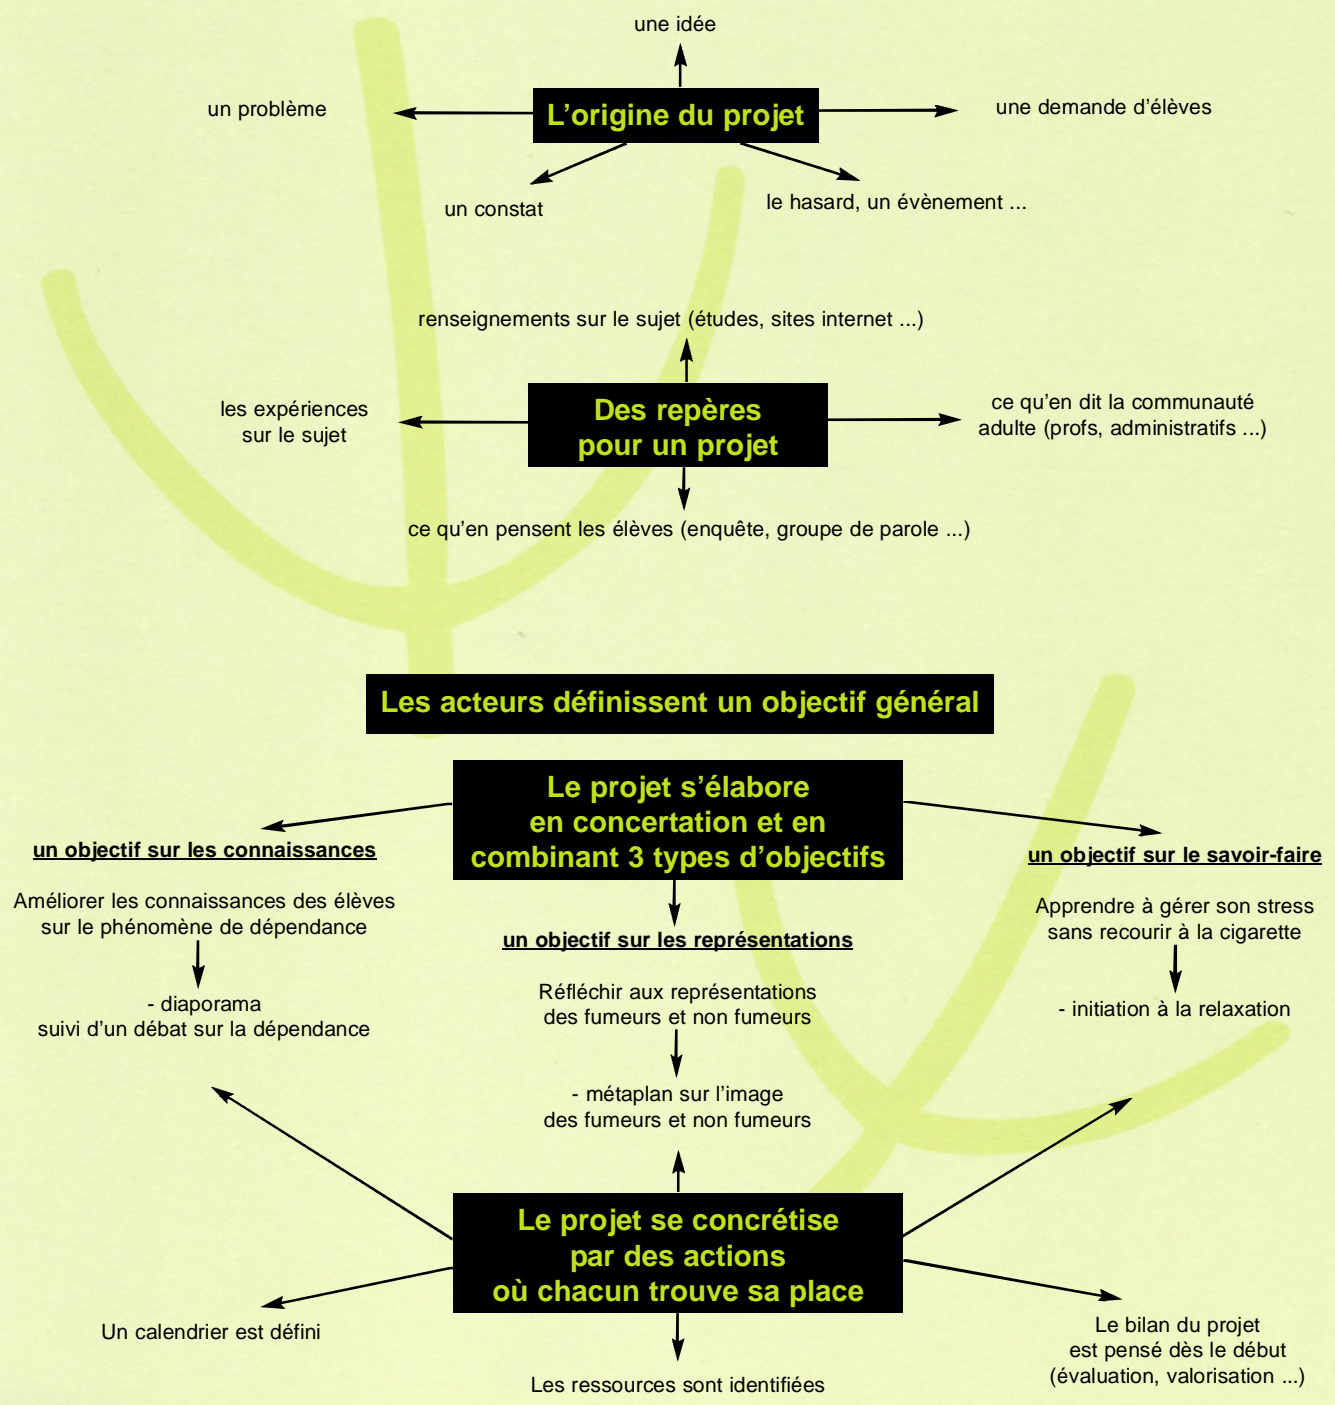 une idée
un problème
L'origine du projet
une demande d'élèves
un constat
le hasard, un évènement ...
renseignements sur le sujet (études, sites internet ...)
les expériences
sur le sujet
Des repères
pour un projet
ce qu'en dit la communauté
adulte (profs, administratifs ...)
ce qu'en pensent les élèves (enquête, groupe de parole ...)
Les acteurs définissent un objectif général
Le projet s'élabore
en concertation et en
combinant 3 types d'objectifs
un objectif sur les connaissances
Améliorer les connaissances des élèves
sur le phénomène de dépendance
- diaporama
suivi d'un débat sur la dépendance
un objectif sur les représentations
Réfléchir aux représentations
des fumeurs et non fumeurs
- métaplan sur l'image
des fumeurs et non fumeurs
un objectif sur le savoir-faire
Apprendre à gérer son stress
sans recourir à la cigarette
- initiation à la relaxation
Le projet se concrétise
par des actions
où chacun trouve sa place
Un calendrier est défini
Les ressources sont identifiées
Le bilan du projet
est pensé dès le début
(évaluation, valorisation ...)